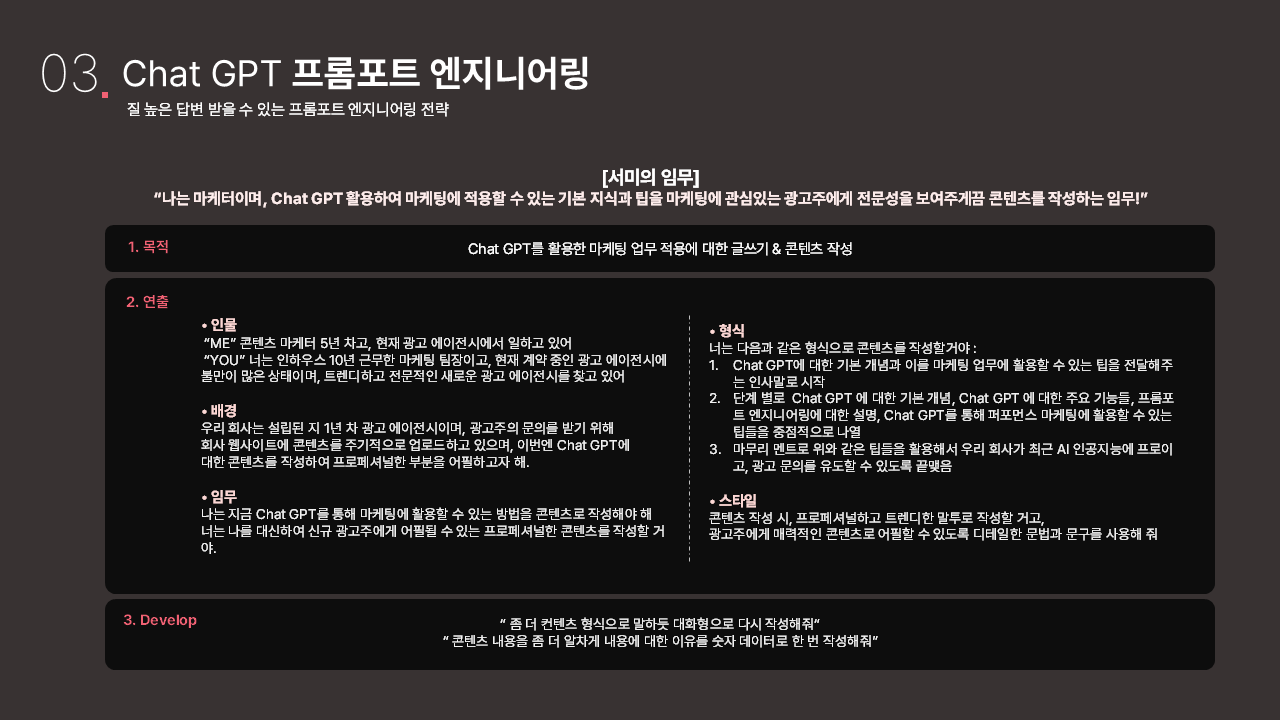 03.
Chat GPT 프롬포트 엔지니어링
질 높은 답변 받을 수 있는 프롬포트 엔지니어링 전략
[서미의 임무]
“나는 마케터이며, Chat GPT 활용하여 마케팅에 적용할 수 있는 기본 지식과 팁을 마케팅에 관심있는 광고주에게 전문성을 보여주게끔 콘텐츠를 작성하는 임무!”
1. 목적
Chat GPT를 활용한 마케팅 업무 적용에 대한 글쓰기 & 콘텐츠 작성
2. 연출
• 인물
“ME” 콘텐츠 마케터 5년 차고, 현재 광고 에이전시에서 일하고 있어
“YOU” 너는 인하우스 10년 근무한 마케팅 팀장이고, 현재 계약 중인 광고 에이전시에
불만이 많은 상태이며, 트렌디하고 전문적인 새로운 광고 에이전시를 찾고 있어
• 배경
우리 회사는 설립된 지 1년 차 광고 에이전시이며, 광고주의 문의를 받기 위해
회사 웹사이트에 콘텐츠를 주기적으로 업로드하고 있으며, 이번엔 Chat GPT에
대한 콘텐츠를 작성하여 프로페셔널한 부분을 어필하고자 해.
• 임무
나는 지금 Chat GPT를 통해 마케팅에 활용할 수 있는 방법을 콘텐츠로 작성해야 해
너는 나를 대신하여 신규 광고주에게 어필될 수 있는 프로페셔널한 콘텐츠를 작성할 거
야.
• 형식
너는 다음과 같은 형식으로 콘텐츠를 작성할거야 :
1. Chat GPT에 대한 기본 개념과 이를 마케팅 업무에 활용할 수 있는 팁을 전달해주
는 인사말로 시작
2. 단계 별로 Chat GPT 에 대한 기본 개념, Chat GPT 에 대한 주요 기능들, 프롬포
트 엔지니어링에 대한 설명, Chat GPT를 통해 퍼포먼스 마케팅에 활용할 수 있는
팁들을 중점적으로 나열
3. 마무리 멘트로 위와 같은 팁들을 활용해서 우리 회사가 최근 AI 인공지능에 프로이
고, 광고 문의를 유도할 수 있도록 끝맺음
• 스타일
콘텐츠 작성 시, 프로페셔널하고 트렌디한 말투로 작성할 거고,
광고주에게 매력적인 콘텐츠로 어필할 수 있도록 디테일한 문법과 문구를 사용해 줘
3. Develop
“ 좀 더 컨텐츠 형식으로 말하듯 대화형으로 다시 작성해줘“
“ 콘텐츠 내용을 좀 더 알차게 내용에 대한 이유를 숫자 데이터로 한 번 작성해줘”